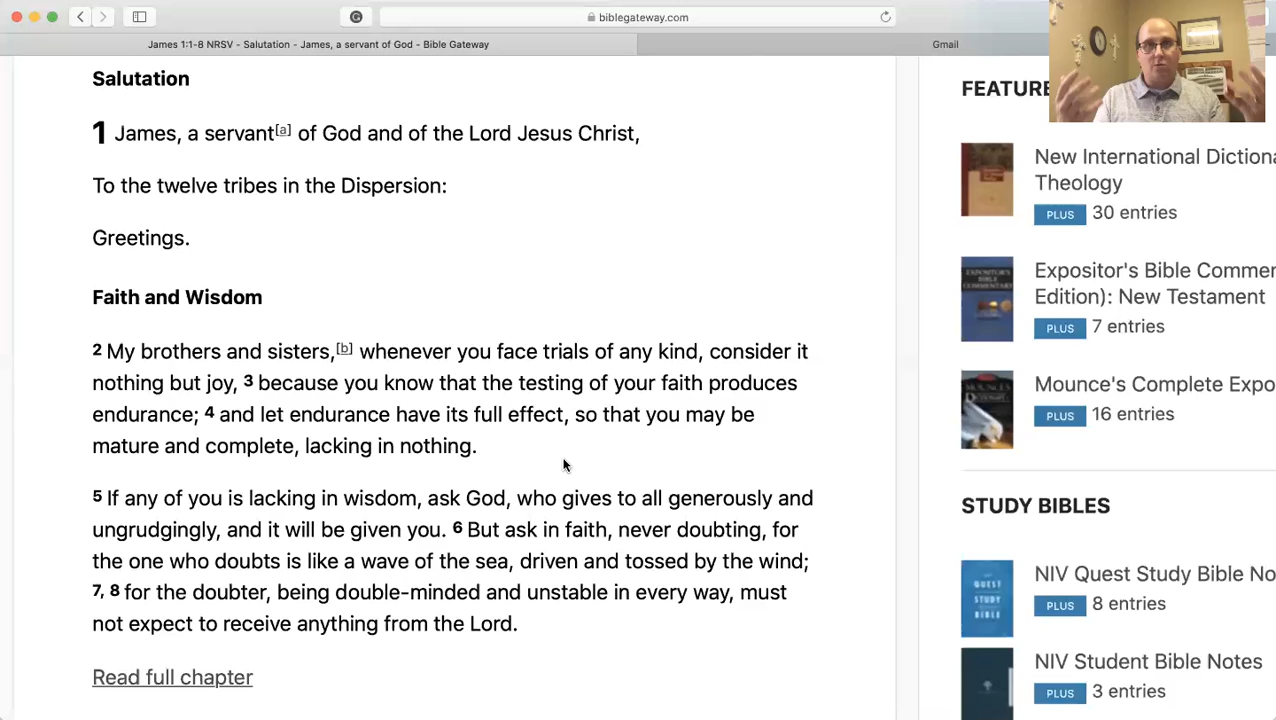 biblegateway.com
James 1:1-8 NRSV - Salutation - James, a servant of God - Bible Gateway
Gmail
Salutation
1 James, a servant[a] of God and of the Lord Jesus Christ,
To the twelve tribes in the Dispersion:
Greetings.
Faith and Wisdom
2 My brothers and sisters,[b] whenever you face trials of any kind, consider it
nothing but joy, 3 because you know that the testing of your faith produces
endurance; 4 and let endurance have its full effect, so that you may be
mature and complete, lacking in nothing.
5 If any of you is lacking in wisdom, ask God, who gives to all generously and
ungrudgingly, and it will be given you. 6 But ask in faith, never doubting, for
the one who doubts is like a wave of the sea, driven and tossed by the wind;
7, 8 for the doubter, being double-minded and unstable in every way, must
not expect to receive anything from the Lord.
Read full chapter
FEATURE
New International Dictiona
Theology
PLUS 30 entries
EXPOSITOR'S
BIBLE COMMENTARY
Expositor's Bible Commer
Edition): New Testament
PLUS 7 entries
Mounce's Complete Expo
PLUS 16 entries
STUDY BIBLES
QUEST
STUDY
BIBLE
NIV Quest Study Bible No
PLUS 8 entries
NIV Student Bible Notes
PLUS 3 entries